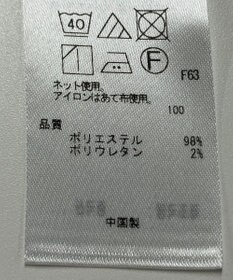 40
F
F63
ネット使用。
アイロンはあて布使用。
100
品質
ポリエステル 98%
ポリウレタン 2%
中国製